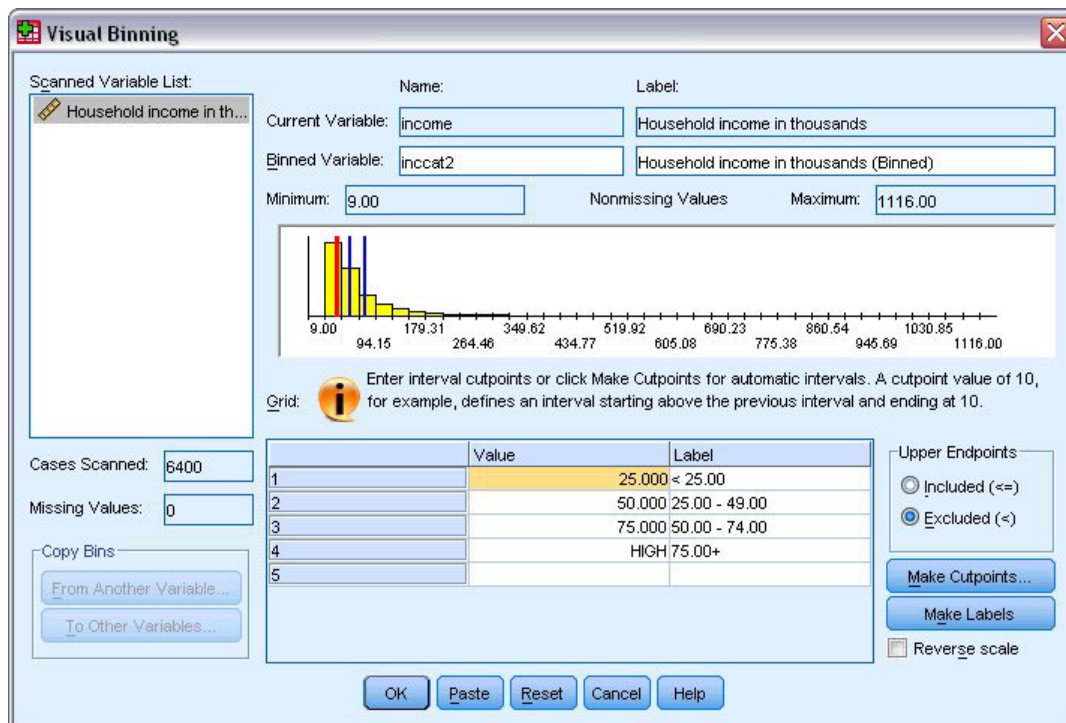 Visual Binning
Scanned Variable List:
Household income in th...
Name:
Label:
Current Variable:
income
Household income in thousands
Binned Variable:
inccat2
Household income in thousands (Binned)
Minimum:
9.00
Nonmissing Values
Maximum:
1116.00
9.00 179.31 349.62 519.92 690.23 860.54 1030.85
94.15 264.46 434.77 605.08 775.38 945.69 1116.00
Grid:
i
Enter interval cutpoints or click Make Cutpoints for automatic intervals. A cutpoint value of 10,
for example, defines an interval starting above the previous interval and ending at 10.
Cases Scanned:
6400
Missing Values:
0
Copy Bins
From Another Variable...
To Other Variables...
Value Label
1 25.000 < 25.00
2 50.000 25.00 - 49.00
3 75.000 50.00 - 74.00
4 HIGH 75.00+
5
Upper Endpoints
Included (<=)
Excluded (<)
Make Cutpoints...
Make Labels
Reverse scale
OK
Paste
Reset
Cancel
Help